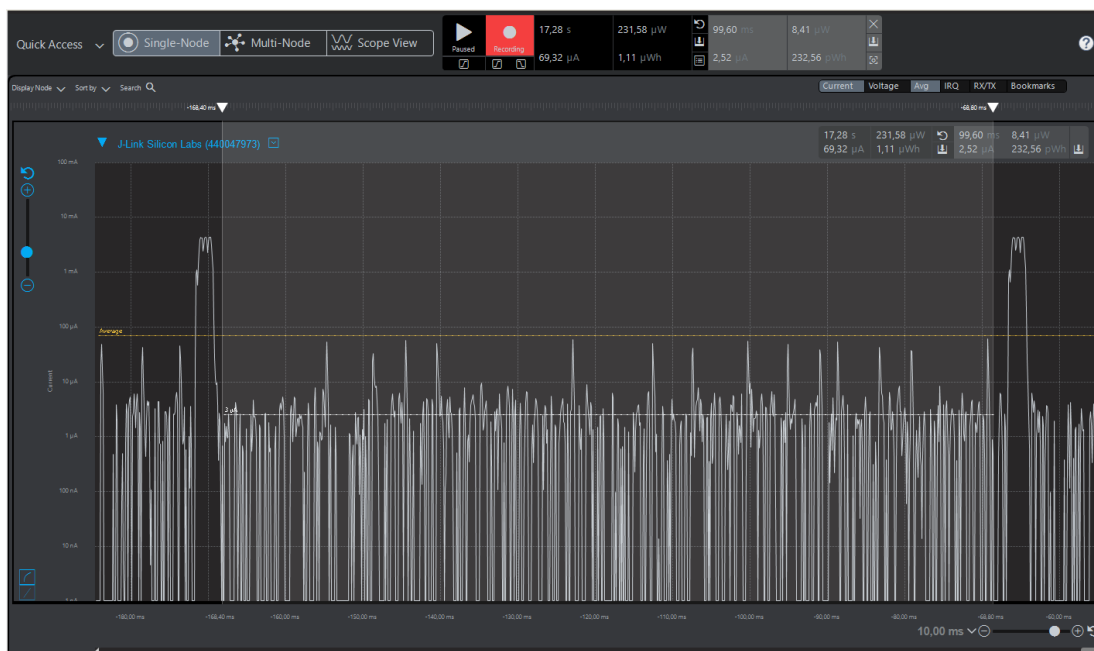 Quick Access
Single-Node
Multi-Node
Scope View
Paused
Recording
17,28 s
231,58 µW
69,32 µA
1,11 µWh
99,60 ms
8,41 µW
2,52 µA
232,56 pWh
Display Node
Sort by
Search
Current
Voltage
Avg
IRQ
RX/TX
Bookmarks
-168,40 ms
-68,80 ms
J-Link Silicon Labs (440047973)
17,28 s
231,58 µW
99,60 ms
8,41 µW
69,32 µA
1,11 µWh
2,52 µA
232,56 pWh
100 mA
10 mA
1 mA
100 µA
Average
10 µA
Current
3 µA
1 µA
100 nA
10 nA
-180,00 ms
-168,40 ms
-160,00 ms
-150,00 ms
-140,00 ms
-130,00 ms
-120,00 ms
-110,00 ms
-100,00 ms
-90,00 ms
-80,00 ms
-68,80 ms
-60,00 ms
10,00 ms